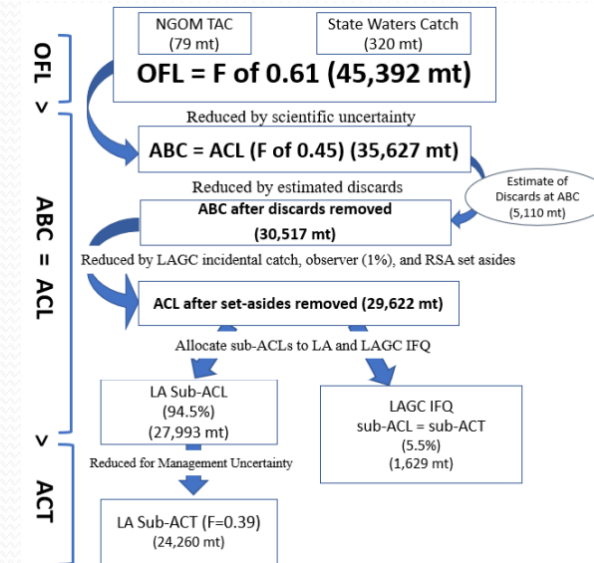 NGOM TAC
(79 mt)
State Waters Catch
(320 mt)
OFL = F of 0.61 (45,392 mt)
OFL
>
Reduced by scientific uncertainty
ABC = ACL (F of 0.45) (35,627 mt)
Estimate of
Discards at ABC
(5,110 mt)
Reduced by estimated discards
ABC after discards removed
(30,517 mt)
ABC = ACL
Reduced by LAGC incidental catch, observer (1%), and RSA set asides
ACL after set-asides removed (29,622 mt)
Allocate sub-ACLs to LA and LAGC IFQ
LA Sub-ACL
(94.5%)
(27,993 mt)
LAGC IFQ
sub-ACL = sub-ACT
(5.5%)
(1,629 mt)
>
Reduced for Management Uncertainty
ACT
LA Sub-ACT (F=0.39)
(24,260 mt)